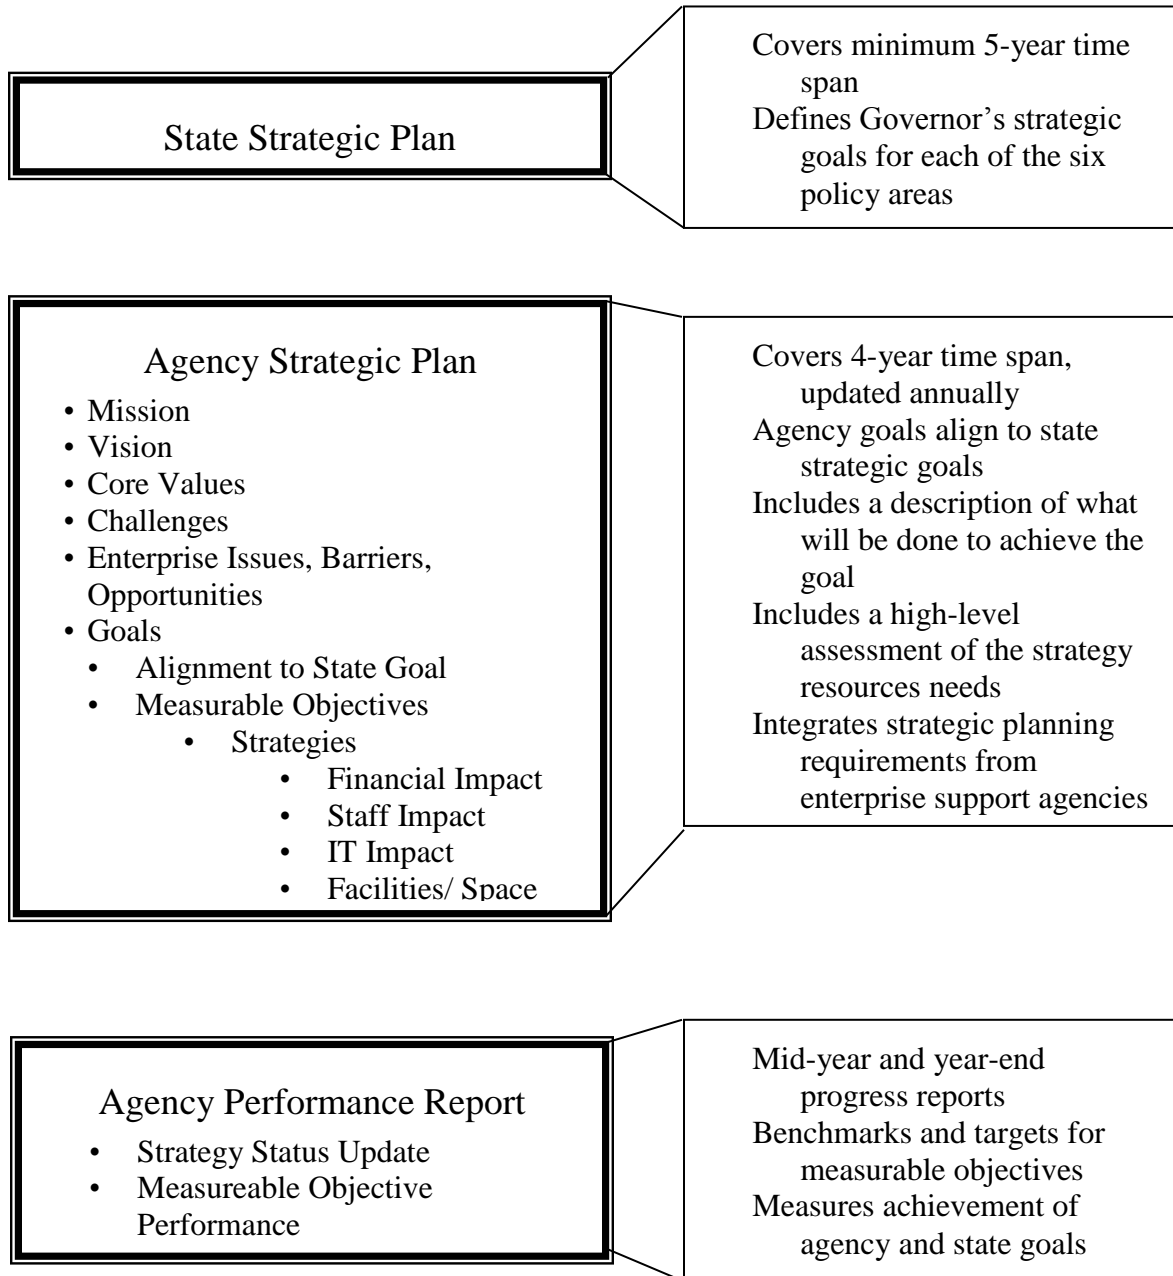 State Strategic Plan
Covers minimum 5-year time
span
Defines Governor’s strategic
goals for each of the six
policy areas
Agency Strategic Plan
• Mission
• Vision
• Core Values
• Challenges
• Enterprise Issues, Barriers,
Opportunities
• Goals
• Alignment to State Goal
• Measurable Objectives
• Strategies
• Financial Impact
• Staff Impact
• IT Impact
• Facilities/ Space
Covers 4-year time span,
updated annually
Agency goals align to state
strategic goals
Includes a description of what
will be done to achieve the
goal
Includes a high-level
assessment of the strategy
resources needs
Integrates strategic planning
requirements from
enterprise support agencies
Agency Performance Report
• Strategy Status Update
• Measureable Objective
Performance
Mid-year and year-end
progress reports
Benchmarks and targets for
measurable objectives
Measures achievement of
agency and state goals